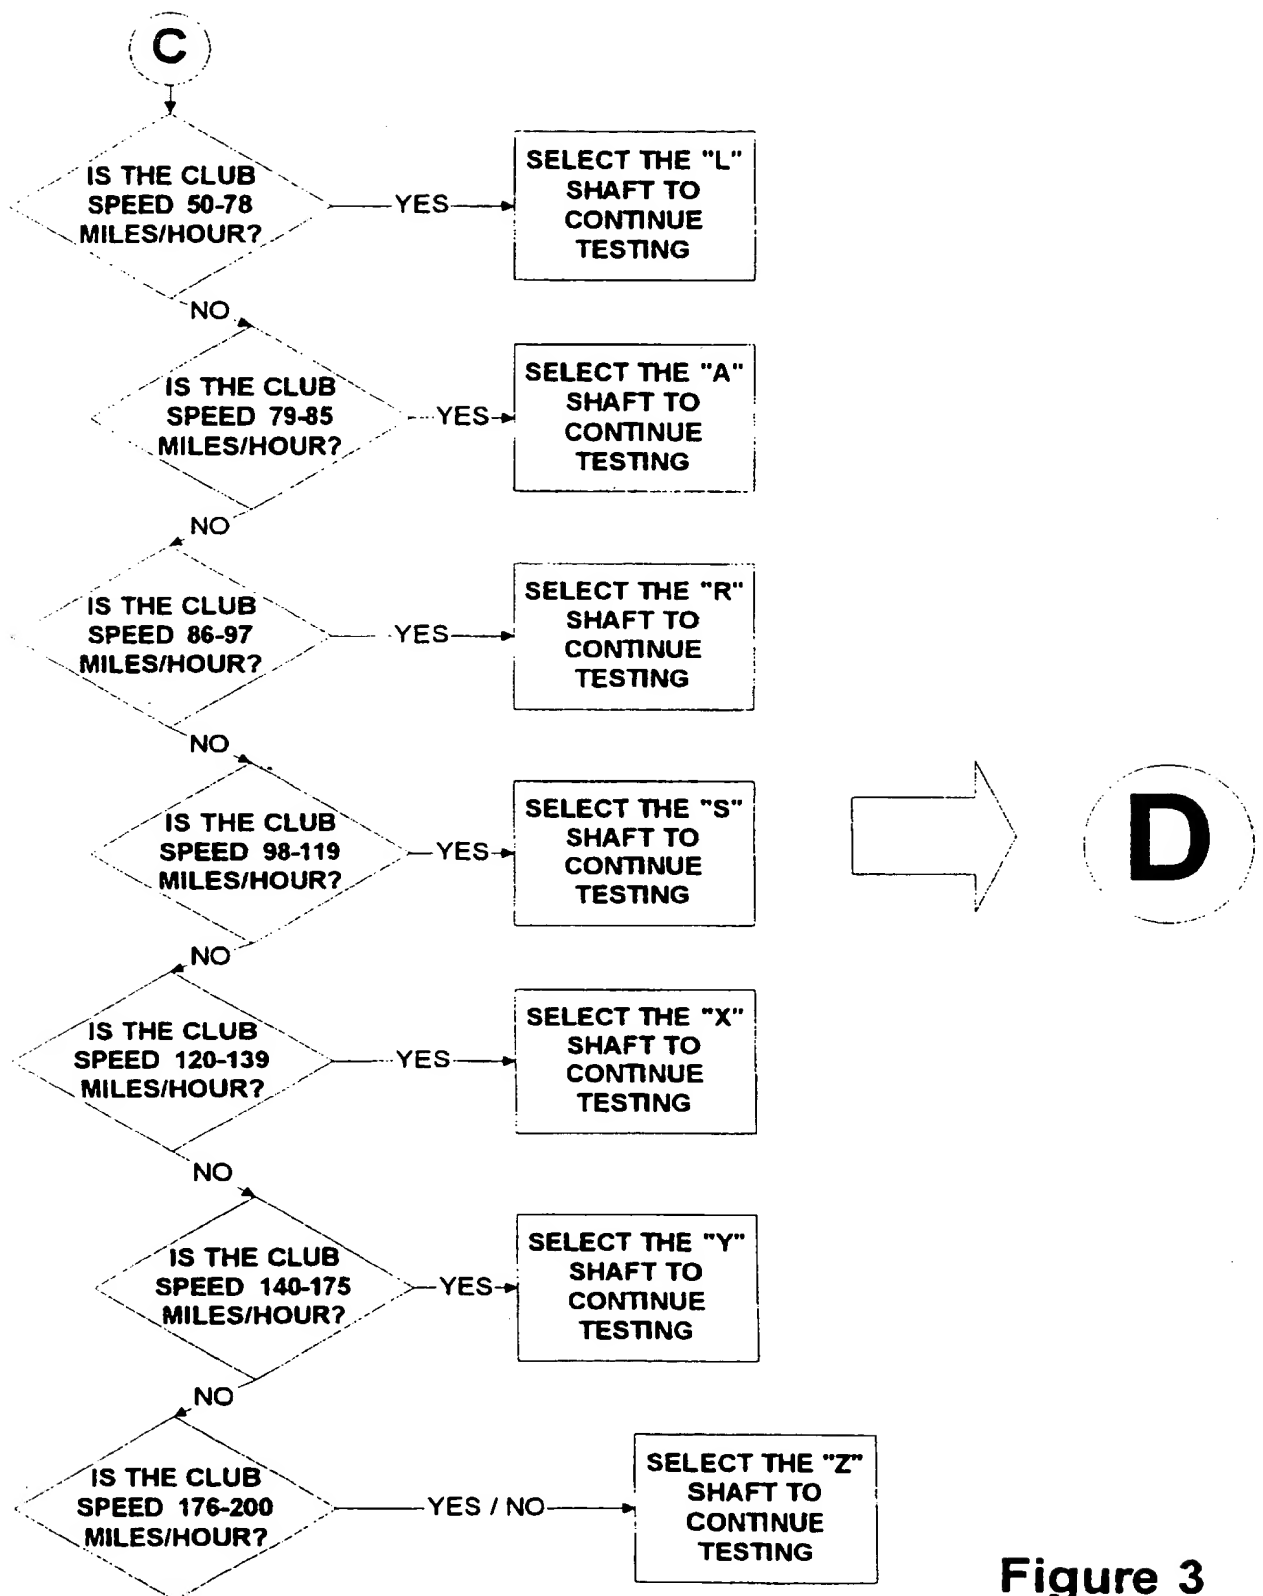 C
IS THE CLUB
SPEED 50-78
MILES/HOUR?
YES
SELECT THE "L"
SHAFT TO
CONTINUE
TESTING
NO
IS THE CLUB
SPEED 79-85
MILES/HOUR?
YES
SELECT THE "A"
SHAFT TO
CONTINUE
TESTING
NO
IS THE CLUB
SPEED 86-97
MILES/HOUR?
YES
SELECT THE "R"
SHAFT TO
CONTINUE
TESTING
NO
IS THE CLUB
SPEED 98-119
MILES/HOUR?
YES
SELECT THE "S"
SHAFT TO
CONTINUE
TESTING
D
NO
IS THE CLUB
SPEED 120-139
MILES/HOUR?
YES
SELECT THE "X"
SHAFT TO
CONTINUE
TESTING
NO
IS THE CLUB
SPEED 140-175
MILES/HOUR?
YES
SELECT THE "Y"
SHAFT TO
CONTINUE
TESTING
NO
IS THE CLUB
SPEED 176-200
MILES/HOUR?
YES / NO
SELECT THE "Z"
SHAFT TO
CONTINUE
TESTING
Figure 3